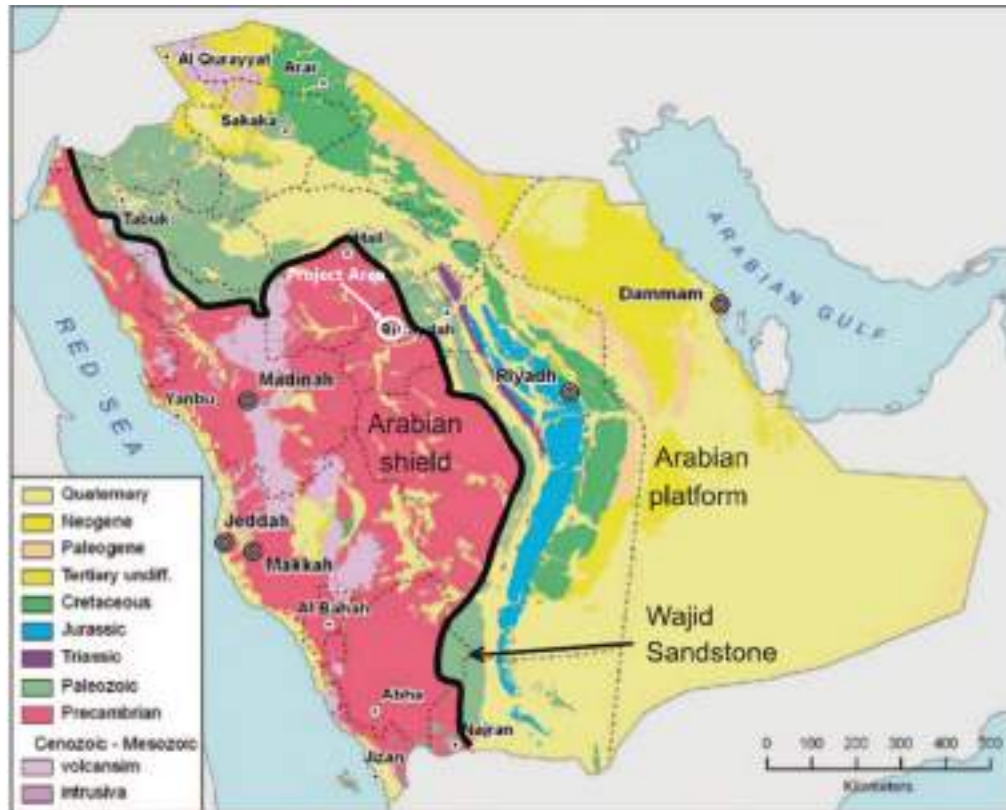 Al Qurayyat
Arar
Sakaka
Tabuk
Hail
Project Area
Dammam
ARABIAN GULF
RED SEA
Madinah
Yanbu
Riyadh
Arabian
shield
Arabian
platform
Jeddah
Makkah
Al Bahah
Wajid
Sandstone
Abha
Najran
Jizan
Quaternary
Neogene
Paleogene
Tertiary undiff.
Cretaceous
Jurassic
Triassic
Paleozoic
Precambrian
Cenozoic - Mesozoic
volcansim
intrusiva
0 100 200 300 400 500
Kilometers